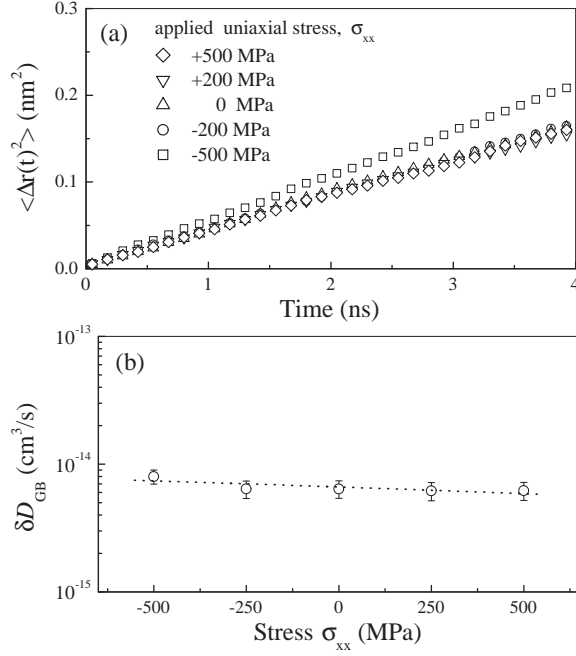 (a)
applied uniaxial stress, σxx
+500 MPa
+200 MPa
0 MPa
-200 MPa
-500 MPa
<Δr(t)²> (nm²)
0.3
0.2
0.1
0.0
0 1 2 3 4
Time (ns)
(b)
δD_GB (cm³/s)
10⁻¹³
10⁻¹⁴
10⁻¹⁵
-500 -250 0 250 500
Stress σxx (MPa)